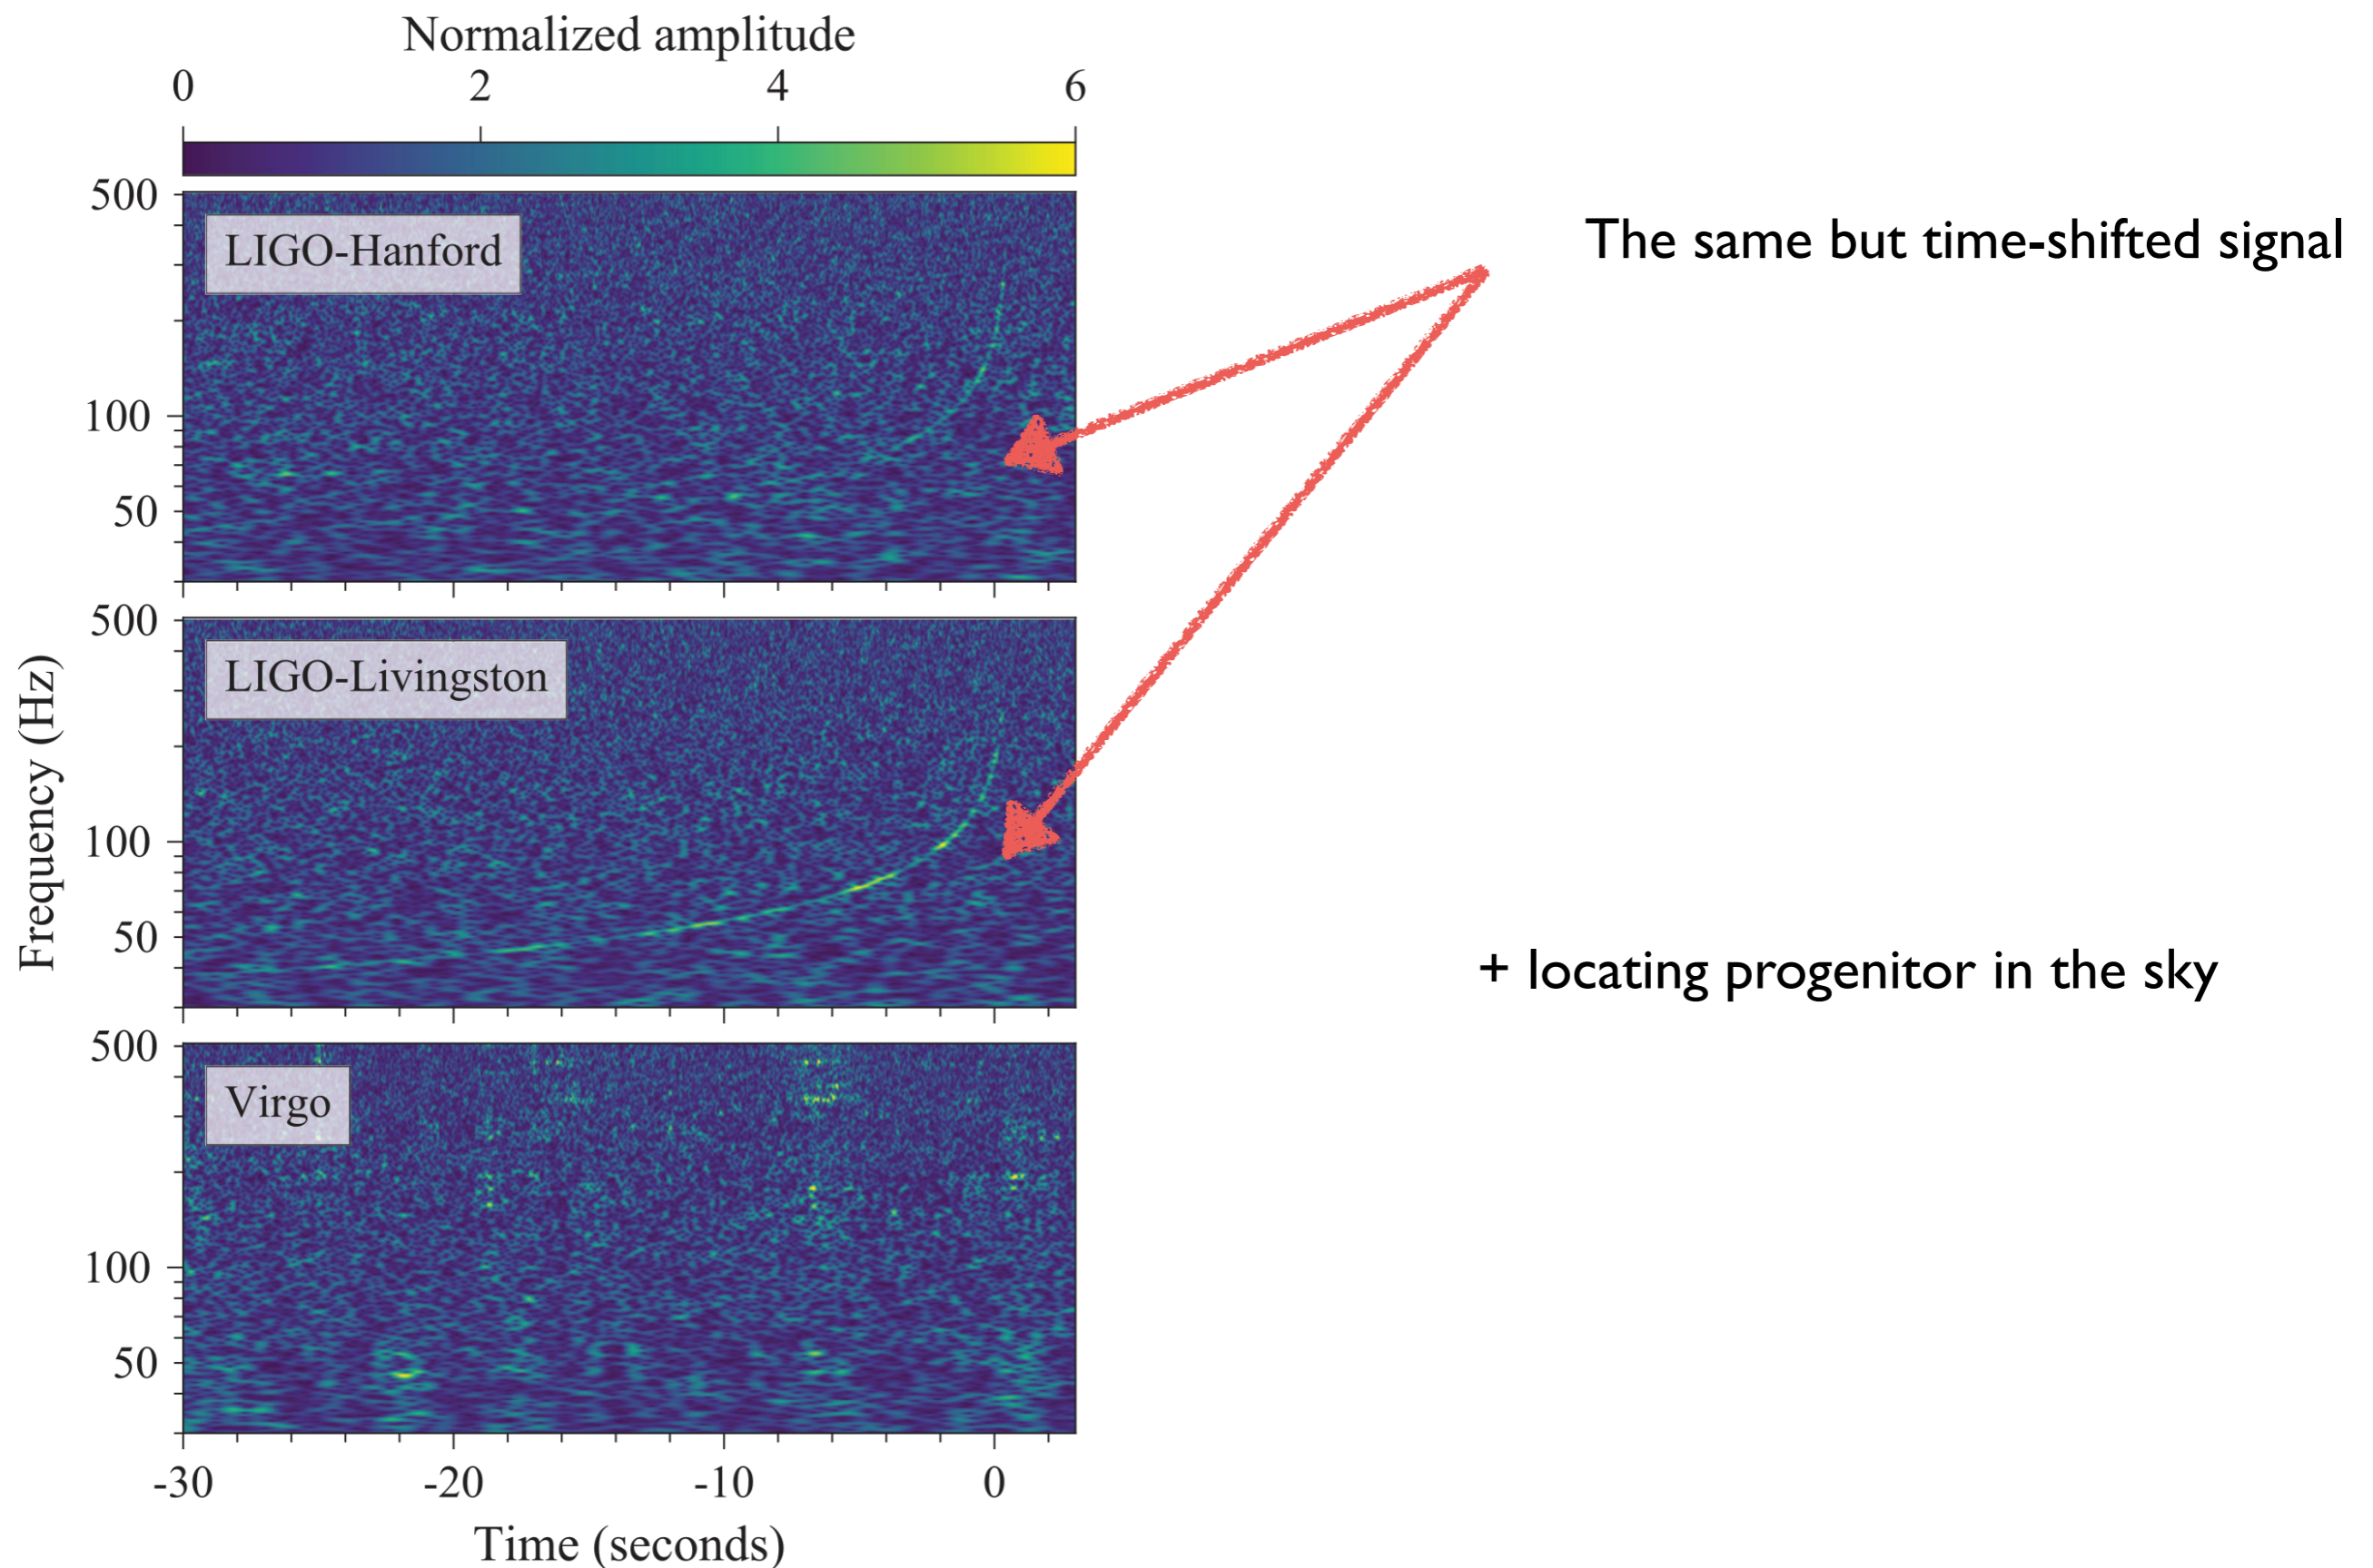 Normalized amplitude
0 2 4 6
500
LIGO-Hanford
The same but time-shifted signal
100
50
500
LIGO-Livingston
Frequency (Hz)
100
50
+ locating progenitor in the sky
500
Virgo
100
50
-30 -20 -10 0
Time (seconds)